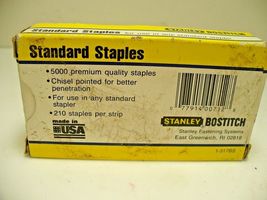 Standard Staples
• 5000 premium quality staples
• Chisel pointed for better
penetration
• For use in any standard
stapler
• 210 staples per strip
made in
USA
STANLEY BOSTITCH
Stanley Fastening Systems
East Greenwich, RI 02818